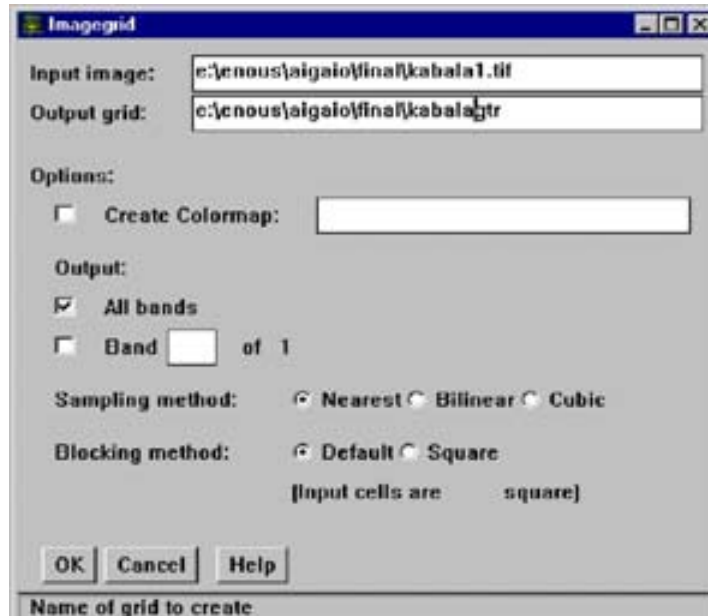 Imagegrid
Input image: e:\enous\aigaio\final\kabala1.tif
Output grid: c:\enous\aigaio\final\kabalagtr
Options:
Create Colormap:
Output:
All bands
Band of 1
Sampling method: Nearest Bilinear Cubic
Blocking method: Default Square
(Input cells are square)
OK Cancel Help
Name of grid to create